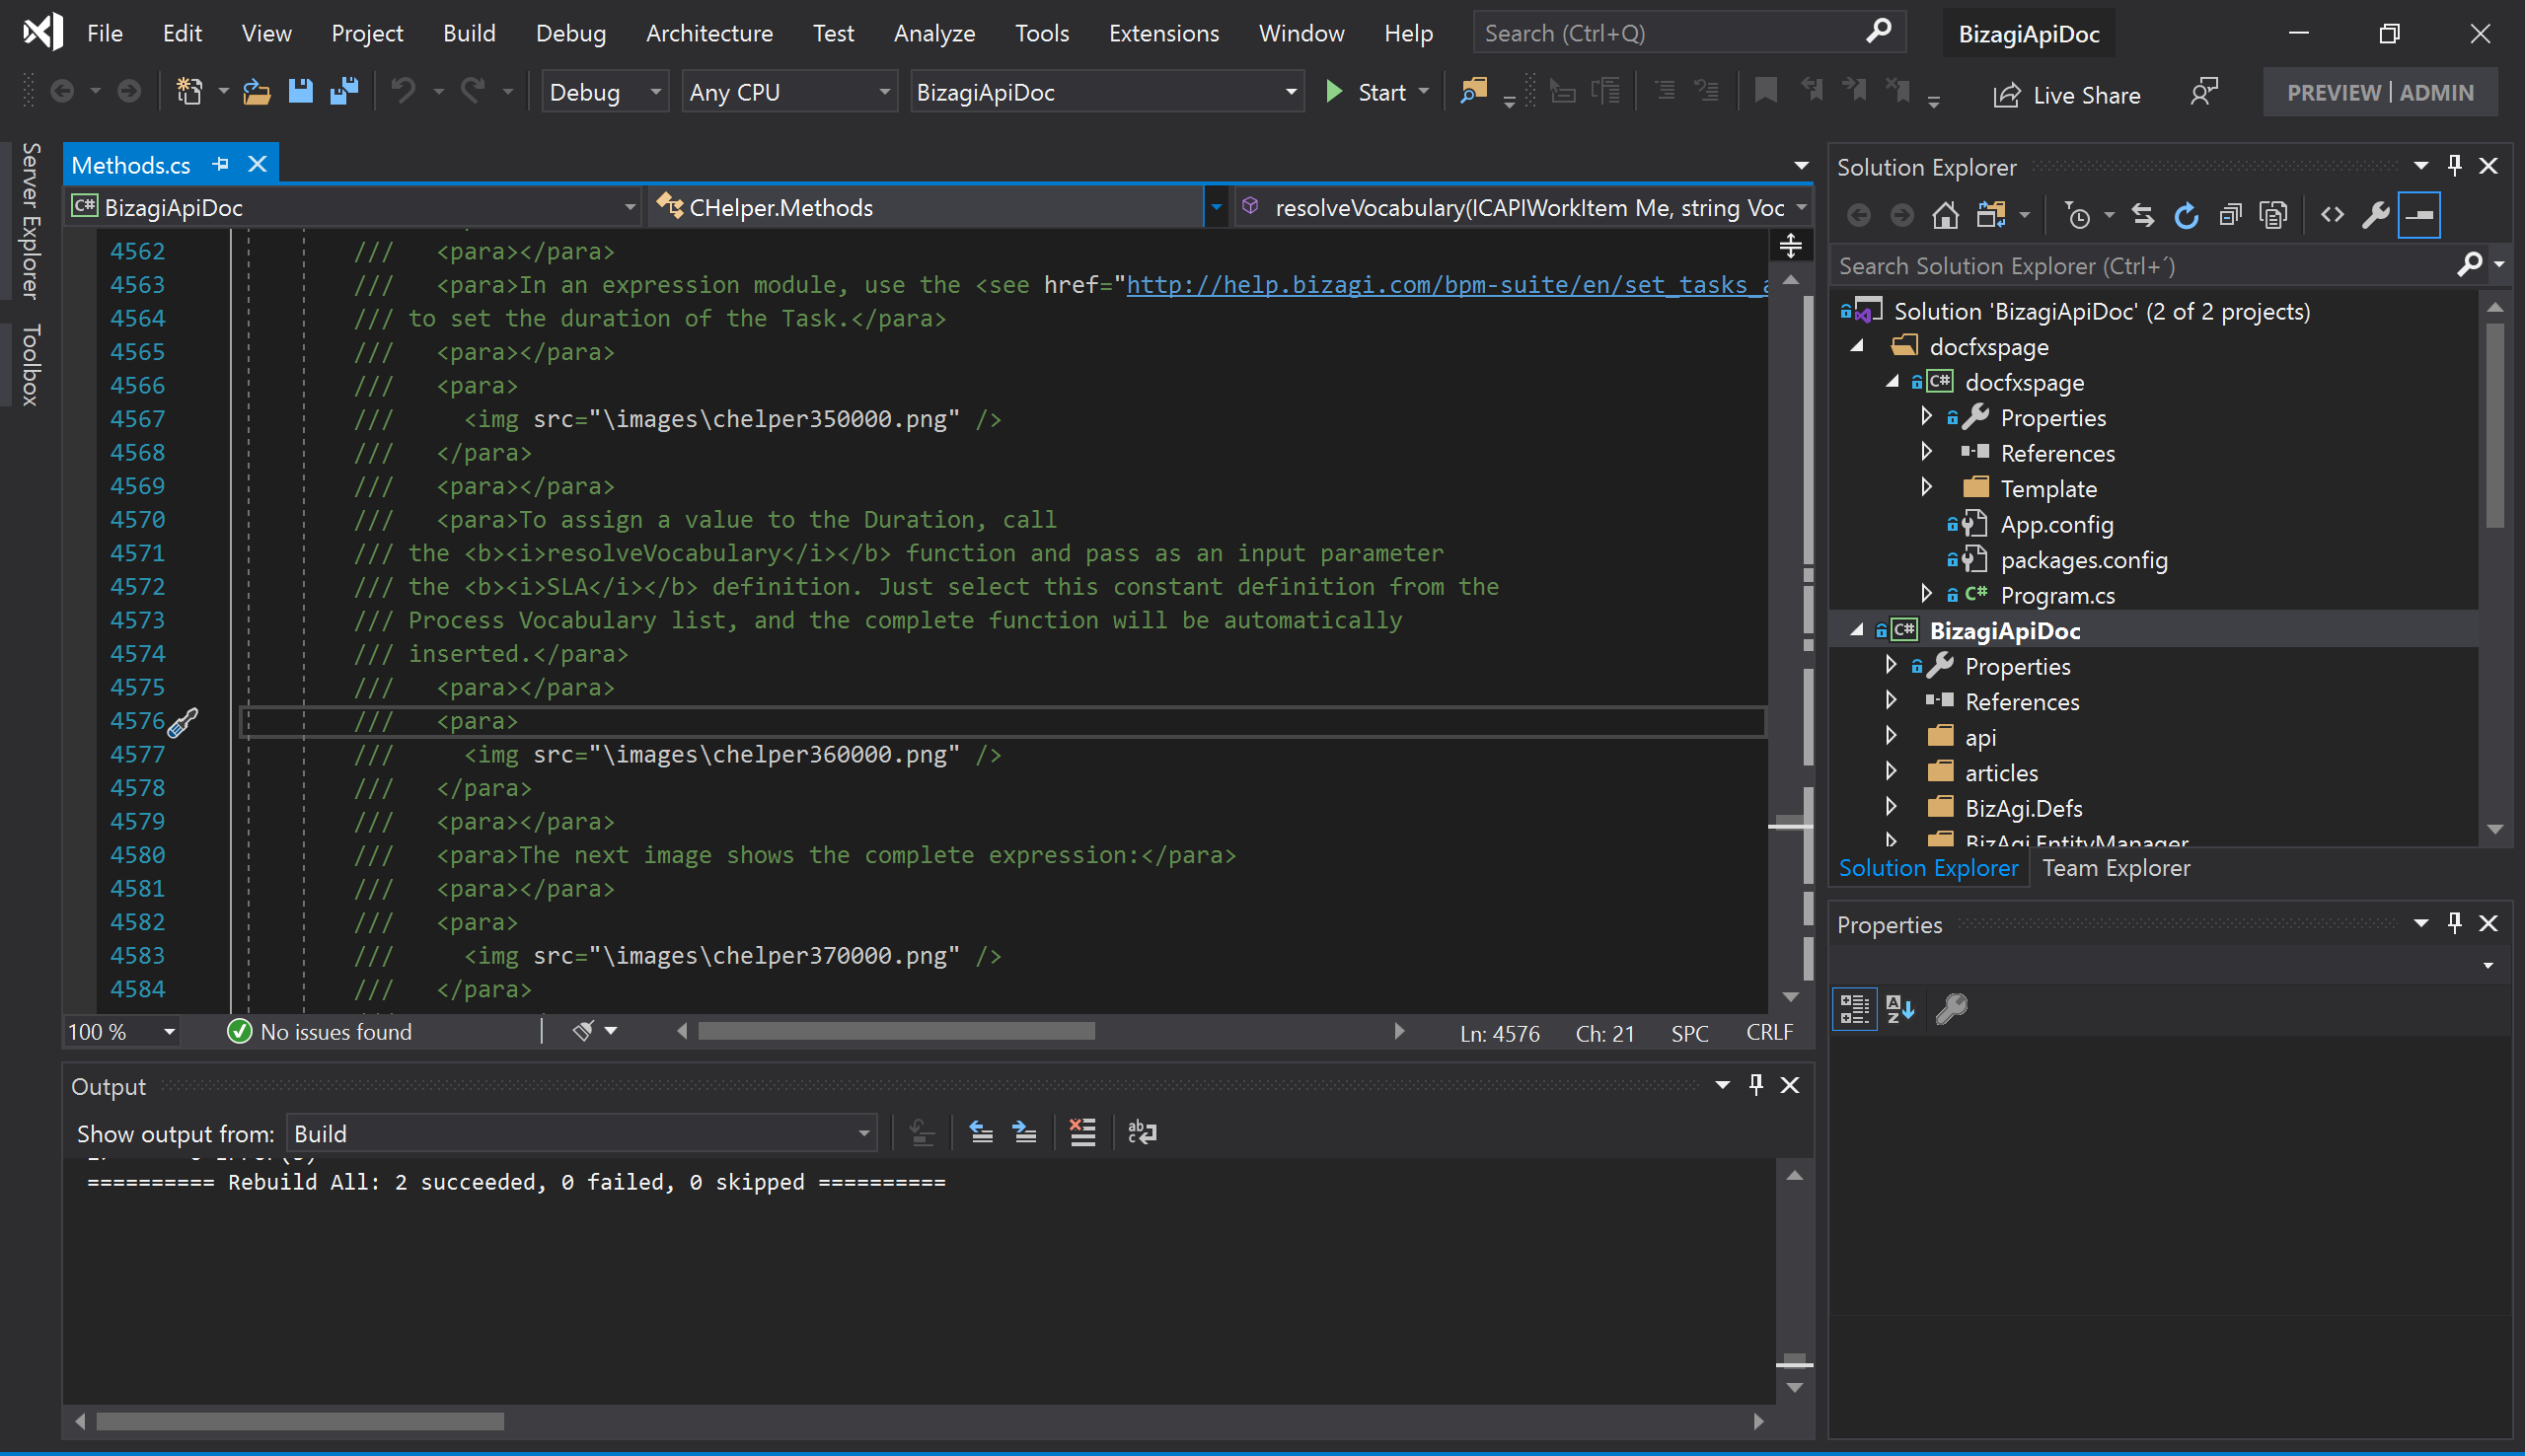 File Edit View Project Build Debug Architecture Test Analyze Tools Extensions Window Help Search (Ctrl+Q) BizagiApiDoc
Debug Any CPU BizagiApiDoc Start Live Share PREVIEW | ADMIN
Server Explorer
Toolbox
Methods.cs
C# BizagiApiDoc CHelper.Methods resolveVocabulary(ICAPIWorkItem Me, string Voc
4562 /// <para></para>
4563 /// <para>In an expression module, use the <see href="http://help.bizagi.com/bpm-suite/en/set_tasks_a
4564 /// to set the duration of the Task.</para>
4565 /// <para></para>
4566 /// <para>
4567 /// <img src="\images\chelper350000.png" />
4568 /// </para>
4569 /// <para></para>
4570 /// <para>To assign a value to the Duration, call
4571 /// the <b><i>resolveVocabulary</i></b> function and pass as an input parameter
4572 /// the <b><i>SLA</i></b> definition. Just select this constant definition from the
4573 /// Process Vocabulary list, and the complete function will be automatically
4574 /// inserted.</para>
4575 /// <para></para>
4576 /// <para>
4577 /// <img src="\images\chelper360000.png" />
4578 /// </para>
4579 /// <para></para>
4580 /// <para>The next image shows the complete expression:</para>
4581 /// <para></para>
4582 /// <para>
4583 /// <img src="\images\chelper370000.png" />
4584 /// </para>
100 % No issues found Ln: 4576 Ch: 21 SPC CRLF
Output
Show output from: Build
========== Rebuild All: 2 succeeded, 0 failed, 0 skipped ==========
Solution Explorer
Search Solution Explorer (Ctrl+´)
Solution 'BizagiApiDoc' (2 of 2 projects)
docfxspage
C# docfxspage
Properties
References
Template
App.config
packages.config
C# Program.cs
C# BizagiApiDoc
Properties
References
api
articles
BizAgi.Defs
BizAgi.EntityManager
Solution Explorer Team Explorer
Properties